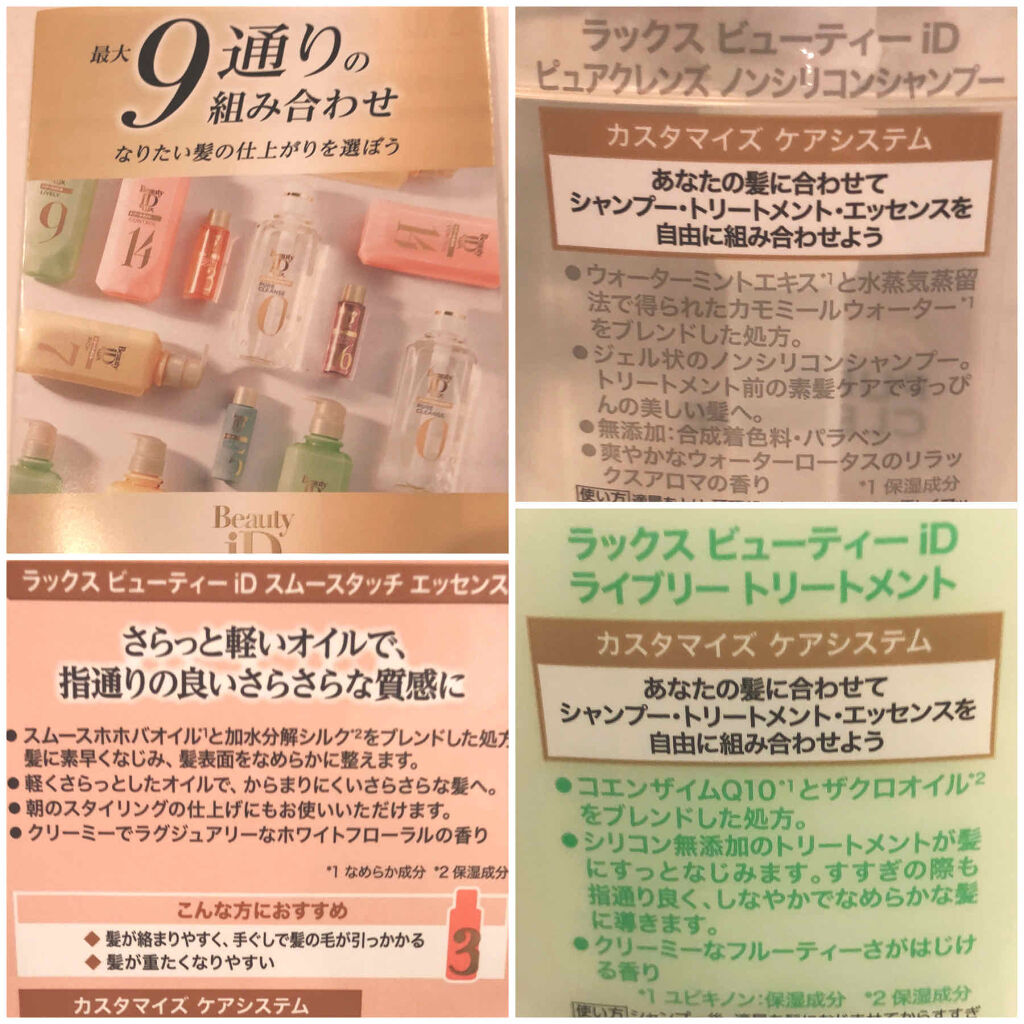 最大9通りの
組み合わせ
なりたい髪の仕上がりを選ぼう
Beauty
iD
LIVELY
9
Beauty
iD
CONTROL
14
Beauty
iD
PURE
CLEANSE
0
14
Beauty
iD
7
Beauty
iD
6
iD
PURE
CLEANSE
0
Beauty
Beauty
iD
ラックス ビューティー iD
ピュアクレンズ ノンシリコンシャンプー
カスタマイズ ケアシステム
あなたの髪に合わせて
シャンプー・トリートメント・エッセンスを
自由に組み合わせよう
●ウォーターミントエキス*1と水蒸気蒸留
法で得られたカモミールウォーター*1
をブレンドした処方。
●ジェル状のノンシリコンシャンプー。
トリートメント前の素髪ケアですっぴ
んの美しい髪へ。
●無添加:合成着色料・パラベン
●爽やかなウォーターロータスのリラッ
クスアロマの香り *1 保湿成分
使い方
ラックス ビューティー iD スムースタッチ エッセンス
さらっと軽いオイルで、
指通りの良いさらさらな質感に
● スムースホホバオイル*1と加水分解シルク*2をブレンドした処方
髪に素早くなじみ、髪表面をなめらかに整えます。
● 軽くさらっとしたオイルで、からまりにくいさらさらな髪へ。
● 朝のスタイリングの仕上げにもお使いいただけます。
● クリーミーでラグジュアリーなホワイトフローラルの香り
*1 なめらか成分 *2 保湿成分
こんな方におすすめ
◆ 髪が絡まりやすく、手ぐしで髪の毛が引っかかる
◆ 髪が重たくなりやすい
3
カスタマイズ ケアシステム
ラックス ビューティー iD
ライブリー トリートメント
カスタマイズ ケアシステム
あなたの髪に合わせて
シャンプー・トリートメント・エッセンスを
自由に組み合わせよう
●コエンザイムQ10*1とザクロオイル*2
をブレンドした処方。
●シリコン無添加のトリートメントが髪
にすっとなじみます。すすぎの際も
指通り良く、しなやかでなめらかな髪
に導きます。
●クリーミーなフルーティーさがはじけ
る香り
*1 ユビキノン:保湿成分 *2 保湿成分
使い方